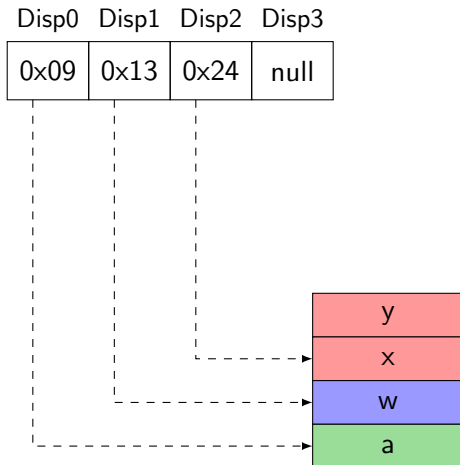 Disp0 Disp1 Disp2 Disp3
0x09 0x13 0x24 null
y
x
w
a